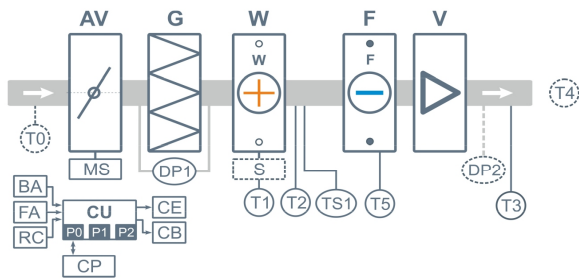 AV G W F V
W F
T0 T4
MS DP1 S DP2
T1 T2 TS1 T5 T3
BA CE
FA CU
RC P0 P1 P2 CB
CP